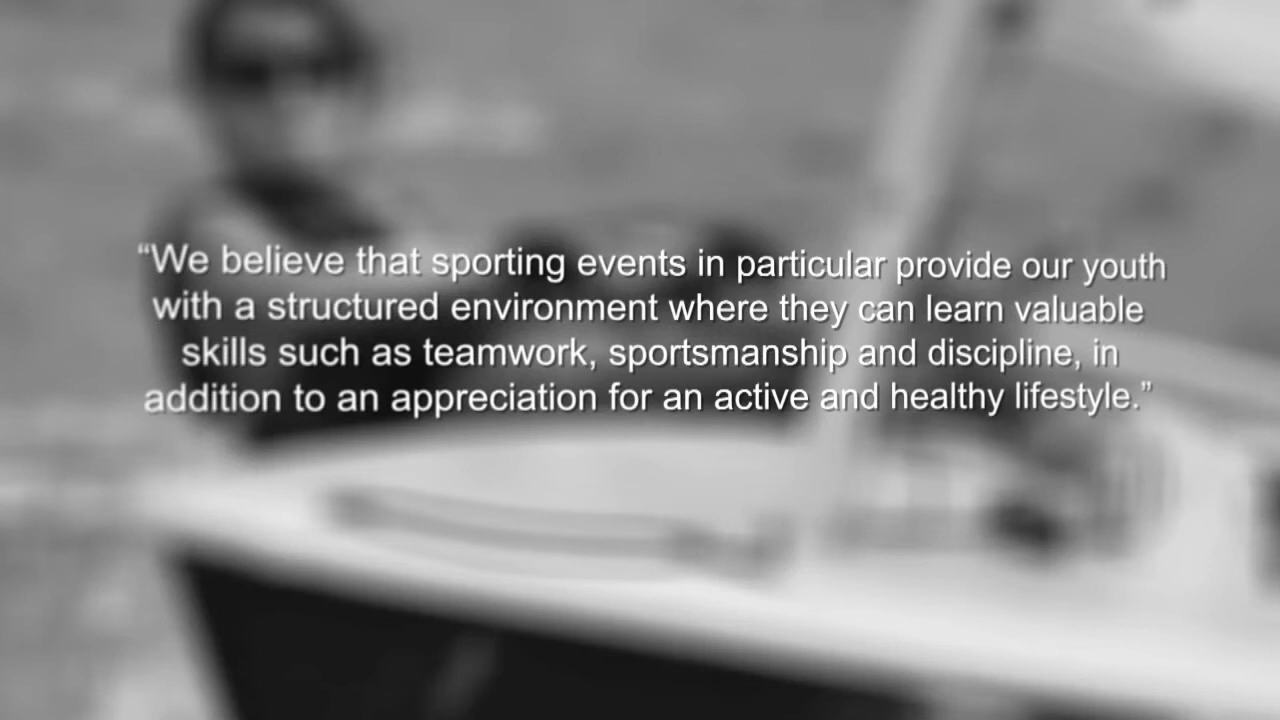 “We believe that sporting events in particular provide our youth
with a structured environment where they can learn valuable
skills such as teamwork, sportsmanship and discipline, in
addition to an appreciation for an active and healthy lifestyle.”